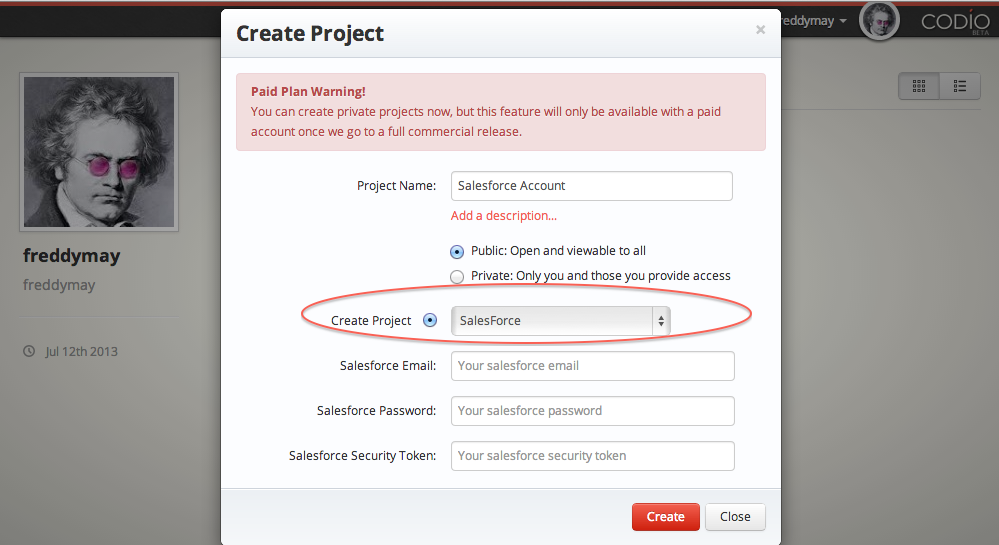 Create Project
×
freddymay
CODIO
BETA
Paid Plan Warning!
You can create private projects now, but this feature will only be available with a paid
account once we go to a full commercial release.
Project Name:
Salesforce Account
Add a description...
Public: Open and viewable to all
Private: Only you and those you provide access
Create Project
SalesForce
Salesforce Email:
Your salesforce email
Salesforce Password:
Your salesforce password
Salesforce Security Token:
Your salesforce security token
Create
Close
freddymay
freddymay
Jul 12th 2013